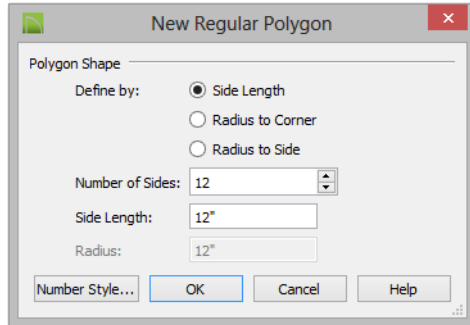 New Regular Polygon
Polygon Shape
Define by: Side Length
Radius to Corner
Radius to Side
Number of Sides: 12
Side Length: 12"
Radius: 12"
Number Style... OK Cancel Help